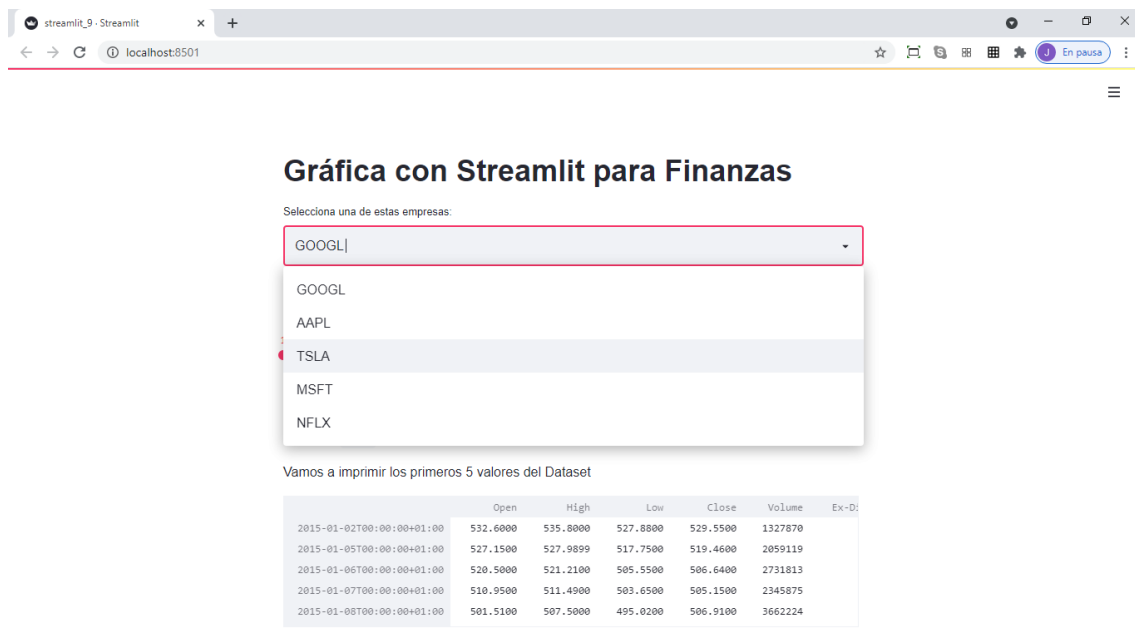 streamlit_9 · Streamlit
localhost:8501
J En pausa
Gráfica con Streamlit para Finanzas
Selecciona una de estas empresas:
GOOGL
GOOGL
AAPL
TSLA
MSFT
NFLX
Vamos a imprimir los primeros 5 valores del Dataset
Open High Low Close Volume Ex-Di
2015-01-02T00:00:00+01:00 532.6000 535.8000 527.8800 529.5500 1327870
2015-01-05T00:00:00+01:00 527.1500 527.9899 517.7500 519.4600 2059119
2015-01-06T00:00:00+01:00 520.5000 521.2100 505.5500 506.6400 2731813
2015-01-07T00:00:00+01:00 510.9500 511.4900 503.6500 505.1500 2345875
2015-01-08T00:00:00+01:00 501.5100 507.5000 495.0200 506.9100 3662224